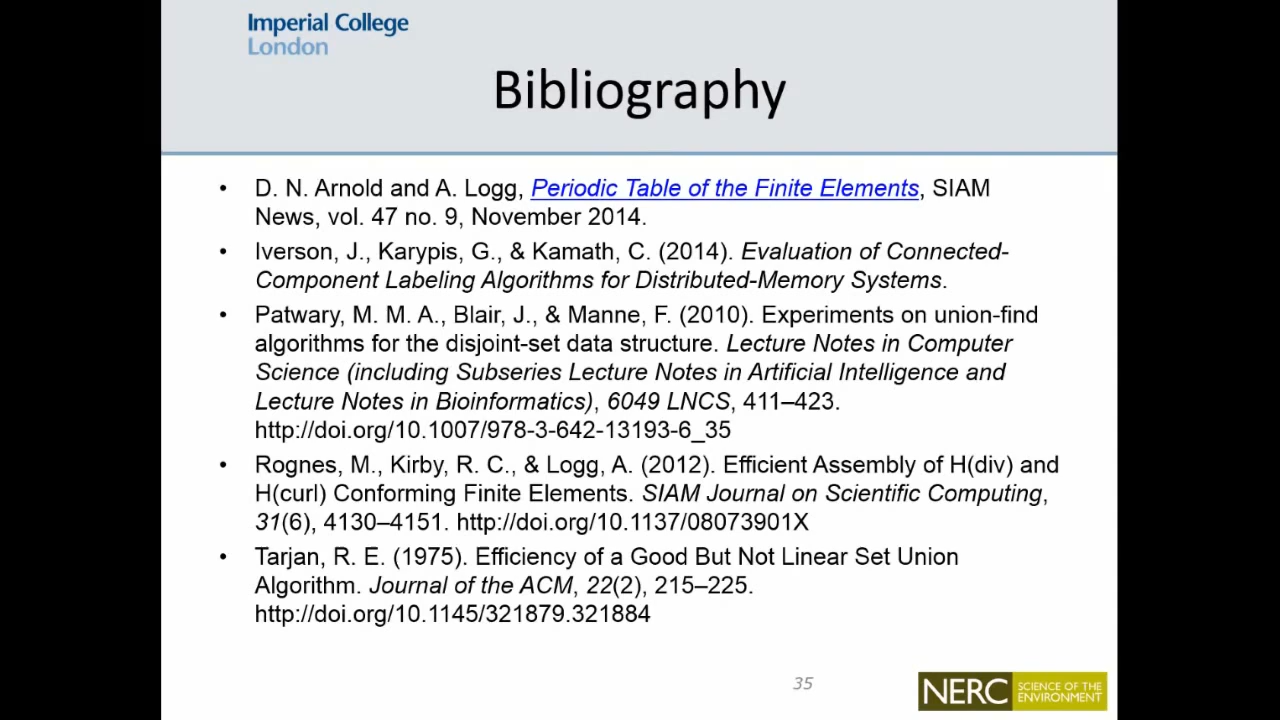 Imperial College
London
Bibliography
• D. N. Arnold and A. Logg, Periodic Table of the Finite Elements, SIAM
News, vol. 47 no. 9, November 2014.
• Iverson, J., Karypis, G., & Kamath, C. (2014). Evaluation of Connected-
Component Labeling Algorithms for Distributed-Memory Systems.
• Patwary, M. M. A., Blair, J., & Manne, F. (2010). Experiments on union-find
algorithms for the disjoint-set data structure. Lecture Notes in Computer
Science (including Subseries Lecture Notes in Artificial Intelligence and
Lecture Notes in Bioinformatics), 6049 LNCS, 411–423.
http://doi.org/10.1007/978-3-642-13193-6_35
• Rognes, M., Kirby, R. C., & Logg, A. (2012). Efficient Assembly of H(div) and
H(curl) Conforming Finite Elements. SIAM Journal on Scientific Computing,
31(6), 4130–4151. http://doi.org/10.1137/08073901X
• Tarjan, R. E. (1975). Efficiency of a Good But Not Linear Set Union
Algorithm. Journal of the ACM, 22(2), 215–225.
http://doi.org/10.1145/321879.321884
35
NERC SCIENCE OF THE
ENVIRONMENT